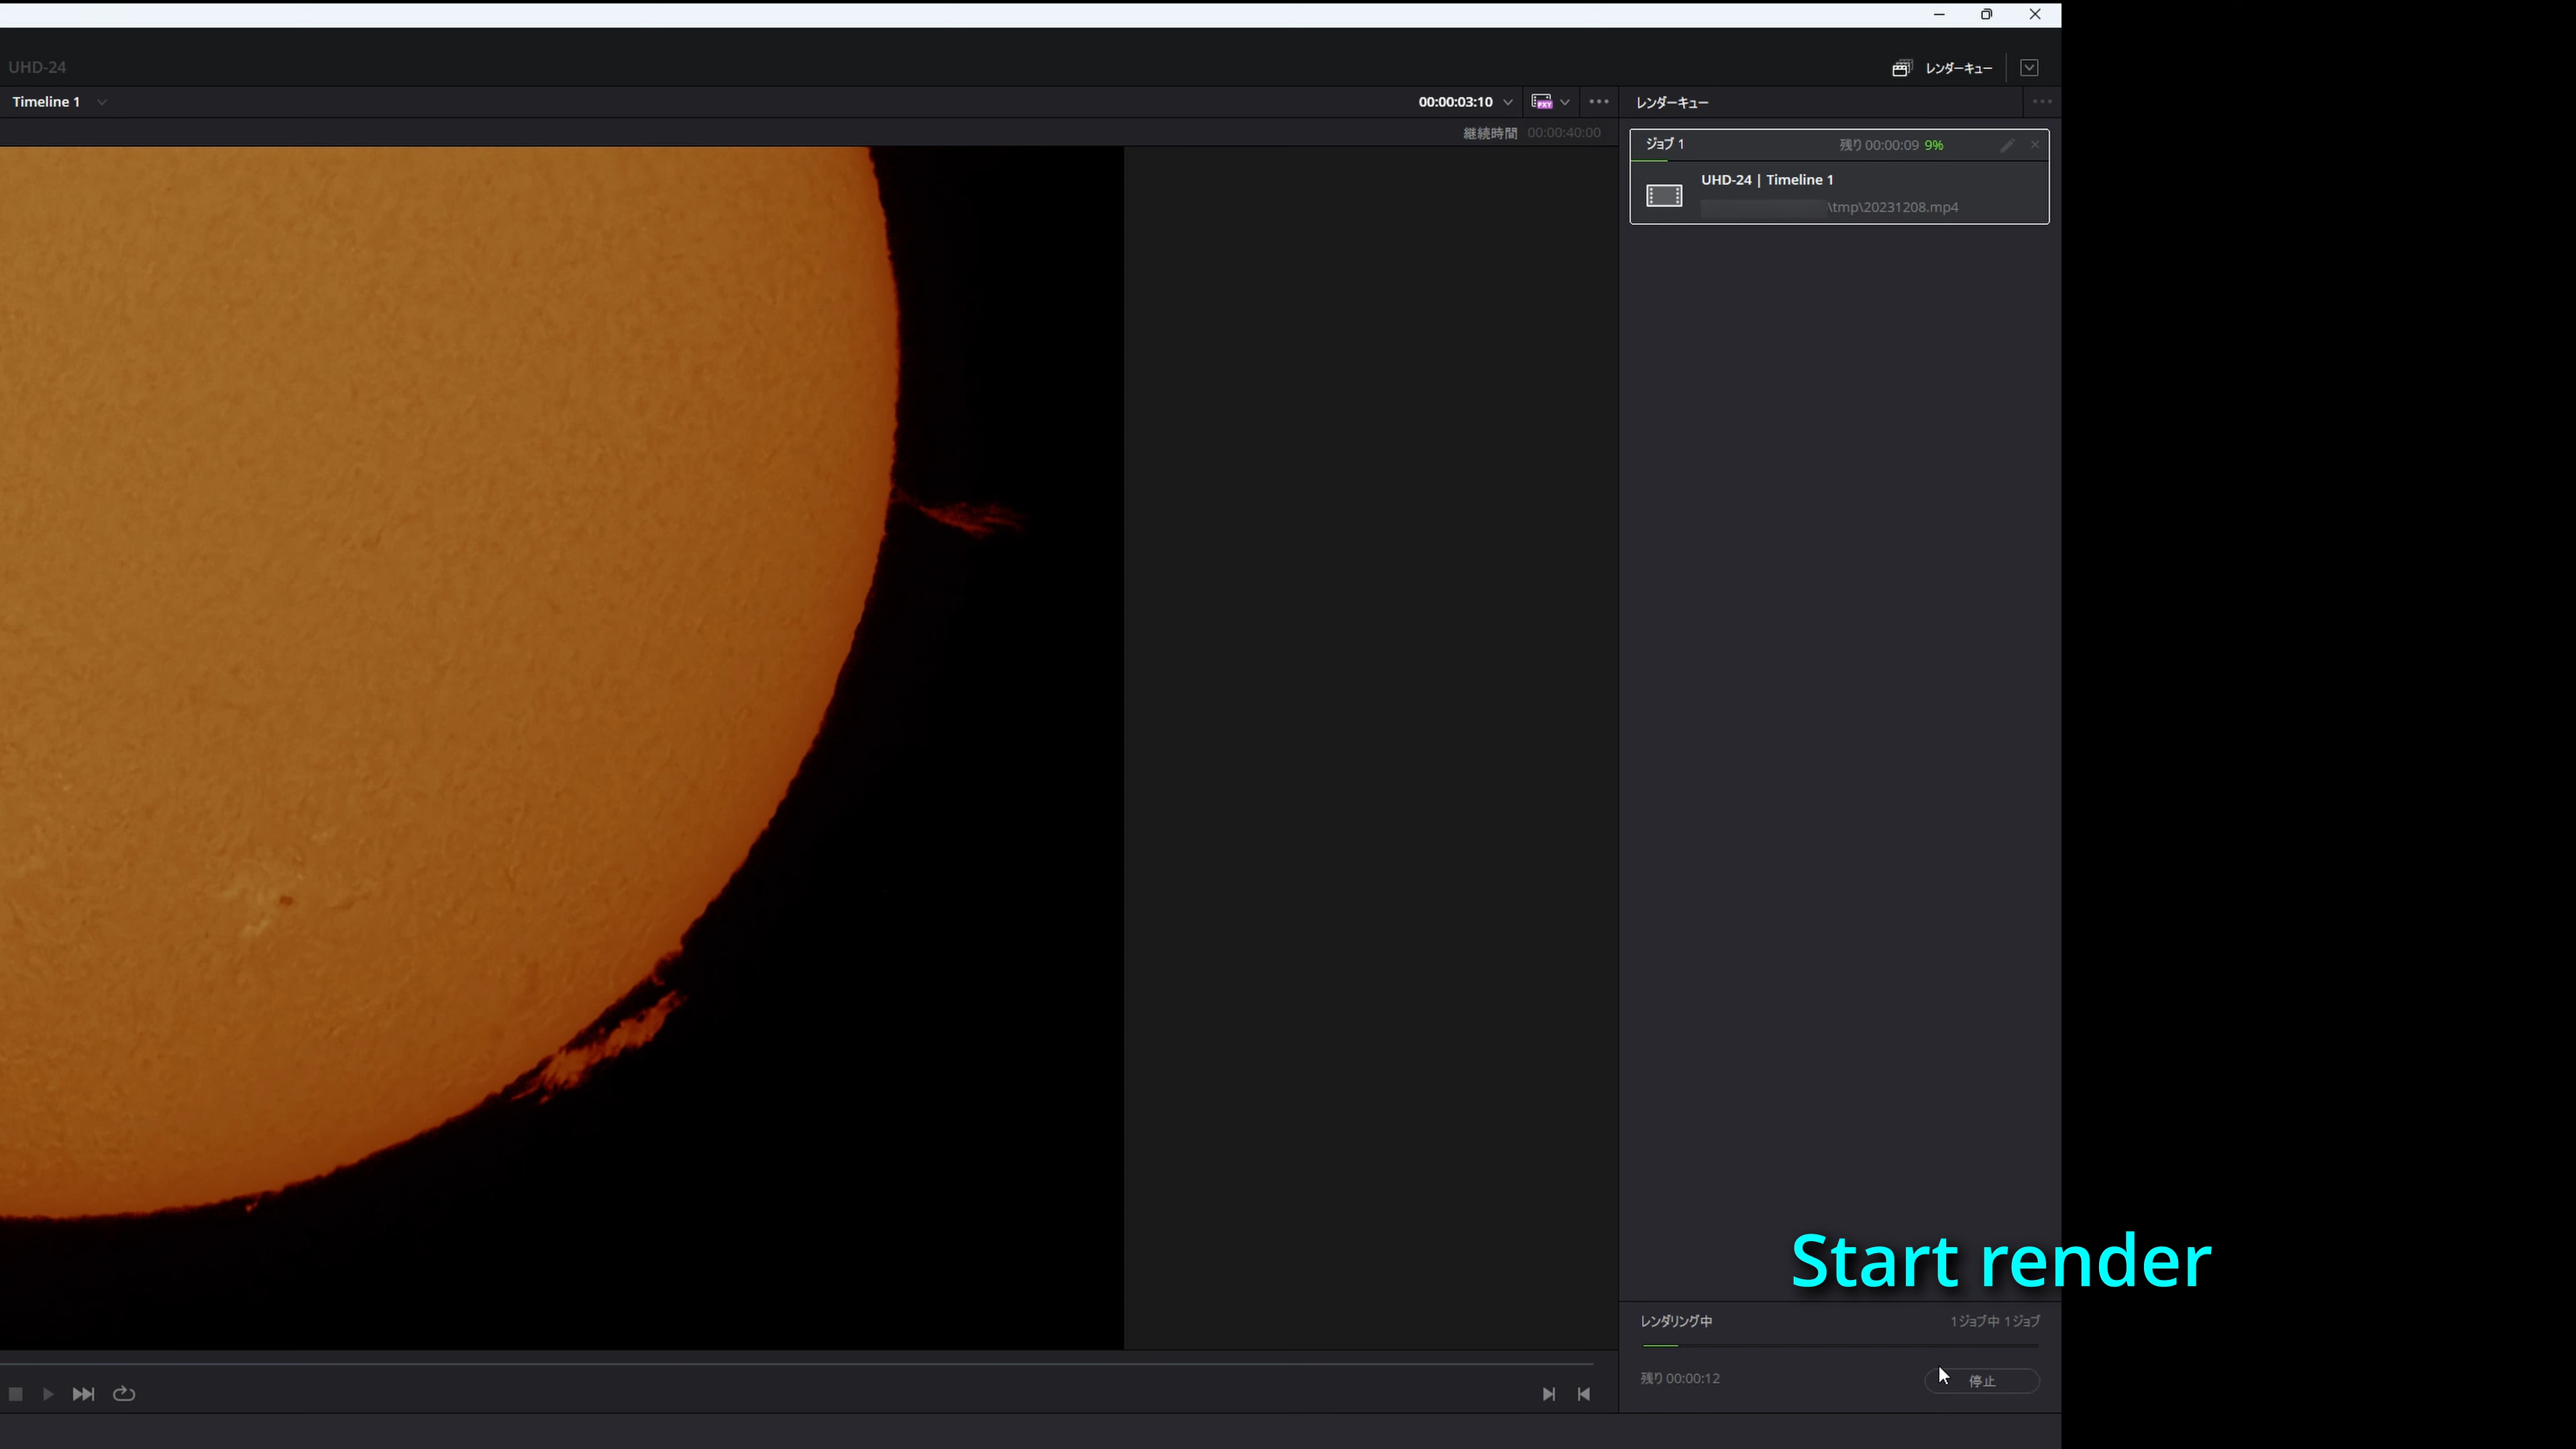 UHD-24
レンダーキュー
Timeline 1
00:00:03:10
PXY
レンダーキュー
継続時間 00:00:40:00
ジョブ 1
残り 00:00:09 9%
UHD-24 | Timeline 1
\tmp\20231208.mp4
Start render
レンダリング中
1 ジョブ中 1 ジョブ
残り 00:00:12
停止